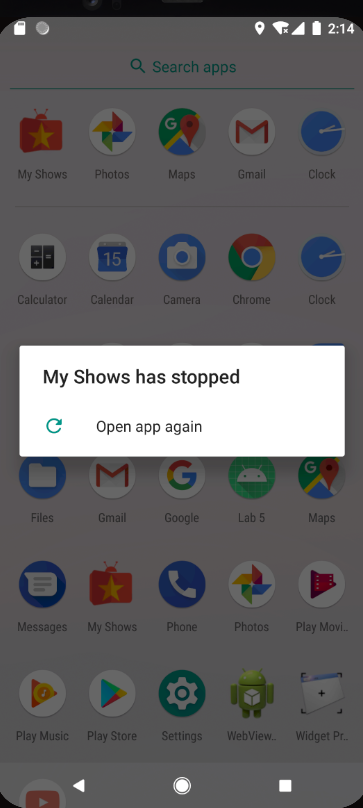 2:14
Search apps
My Shows Photos Maps Gmail Clock
Calculator Calendar Camera Chrome Clock
15
My Shows has stopped
Open app again
Files Gmail Google Lab 5 Maps
Messages My Shows Phone Photos Play Movi..
Play Music Play Store Settings WebView.. Widget Pr..